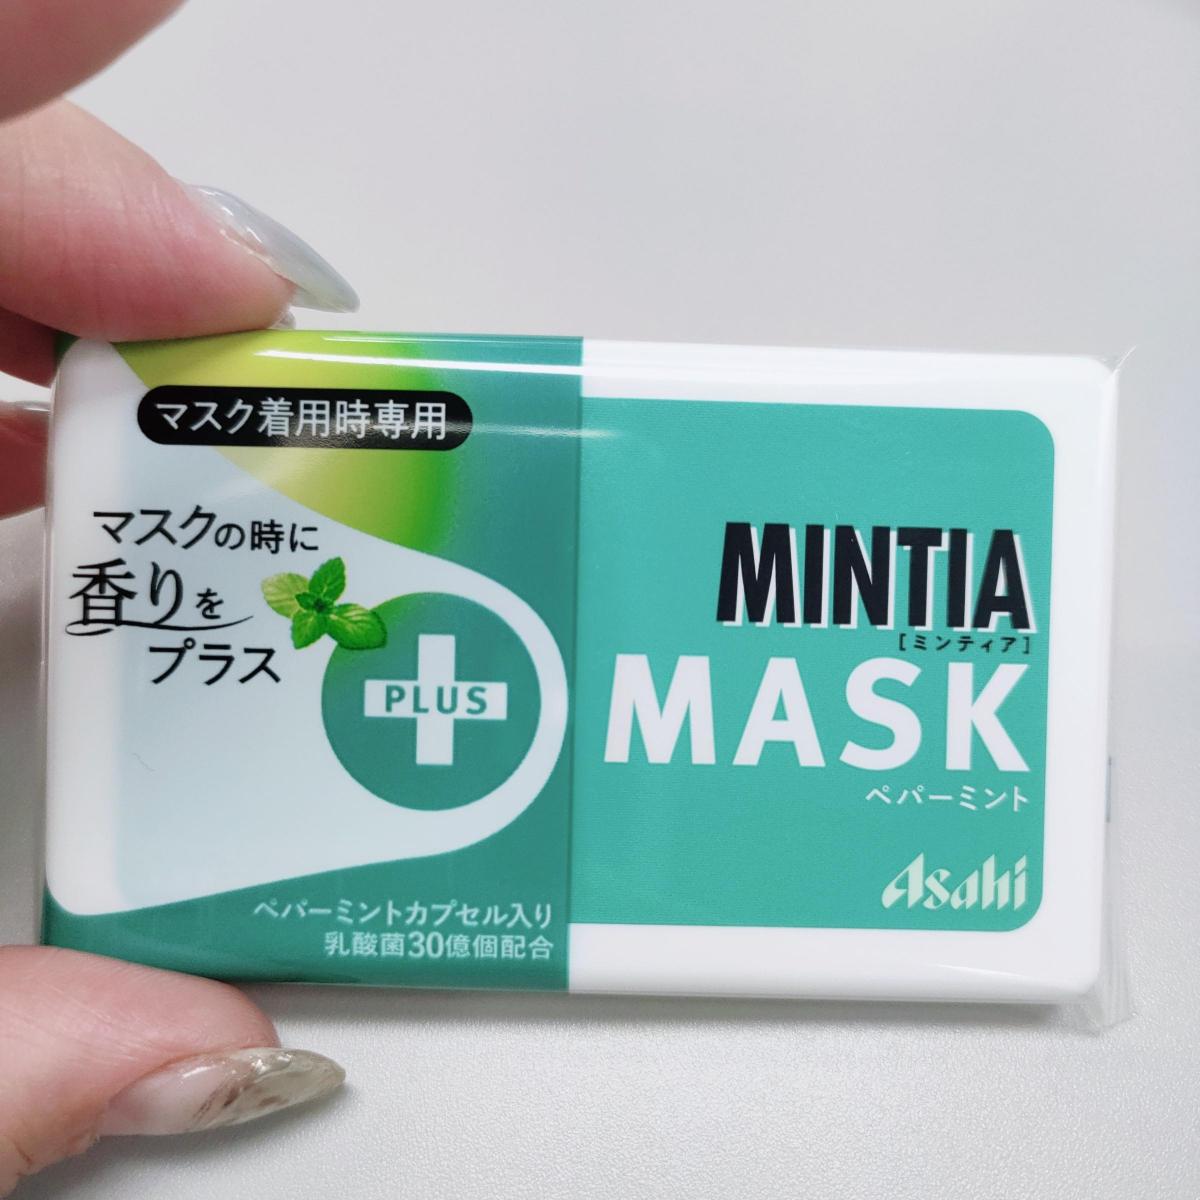 マスク着用時専用
マスクの時に
香りを
プラス
PLUS
ペパーミントカプセル入り
乳酸菌30億個配合
MINTIA
[ミンティア]
MASK
ペパーミント
Asahi